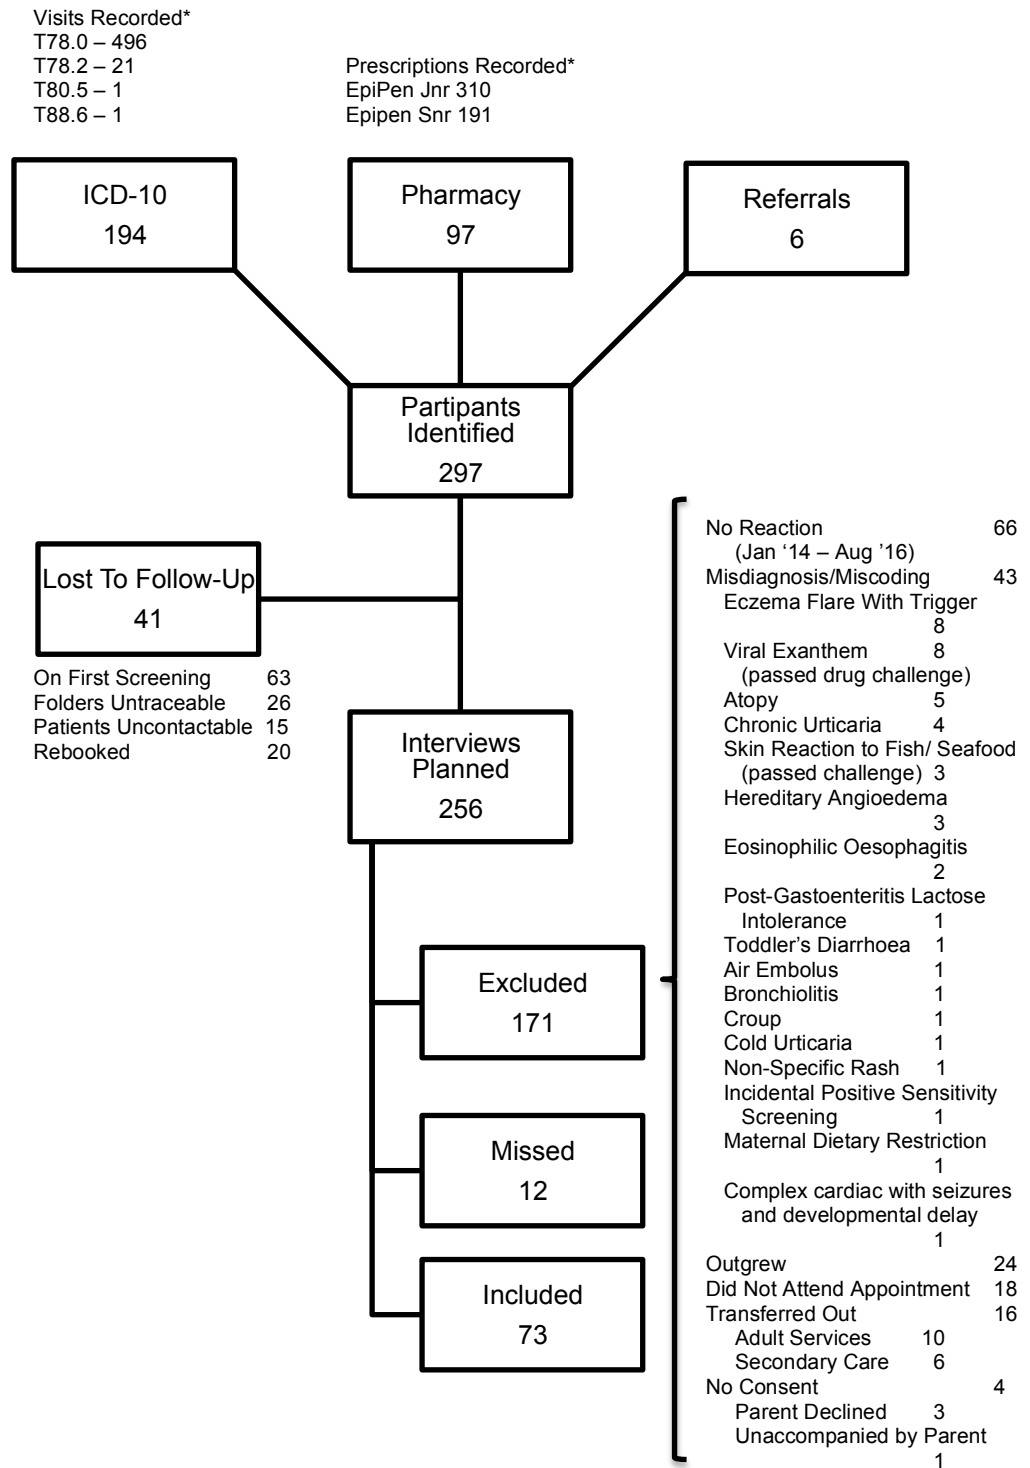 Visits Recorded*
T78.0 – 496
T78.2 – 21
T80.5 – 1
T88.6 – 1
Prescriptions Recorded*
EpiPen Jnr 310
Epipen Snr 191
ICD-10
194
Pharmacy
97
Referrals
6
Partipants
Identified
297
Lost To Follow-Up
41
On First Screening 63
Folders Untraceable 26
Patients Uncontactable 15
Rebooked 20
Interviews
Planned
256
Excluded
171
Missed
12
Included
73
No Reaction 66
(Jan ‘14 – Aug ’16)
Misdiagnosis/Miscoding 43
Eczema Flare With Trigger
8
Viral Exanthem 8
(passed drug challenge)
Atopy 5
Chronic Urticaria 4
Skin Reaction to Fish/ Seafood
(passed challenge) 3
Hereditary Angioedema
3
Eosinophilic Oesophagitis
2
Post-Gastoenteritis Lactose
Intolerance 1
Toddler’s Diarrhoea 1
Air Embolus 1
Bronchiolitis 1
Croup 1
Cold Urticaria 1
Non-Specific Rash 1
Incidental Positive Sensitivity
Screening 1
Maternal Dietary Restriction
1
Complex cardiac with seizures
and developmental delay
1
Outgrew 24
Did Not Attend Appointment 18
Transferred Out 16
Adult Services 10
Secondary Care 6
No Consent 4
Parent Declined 3
Unaccompanied by Parent
1